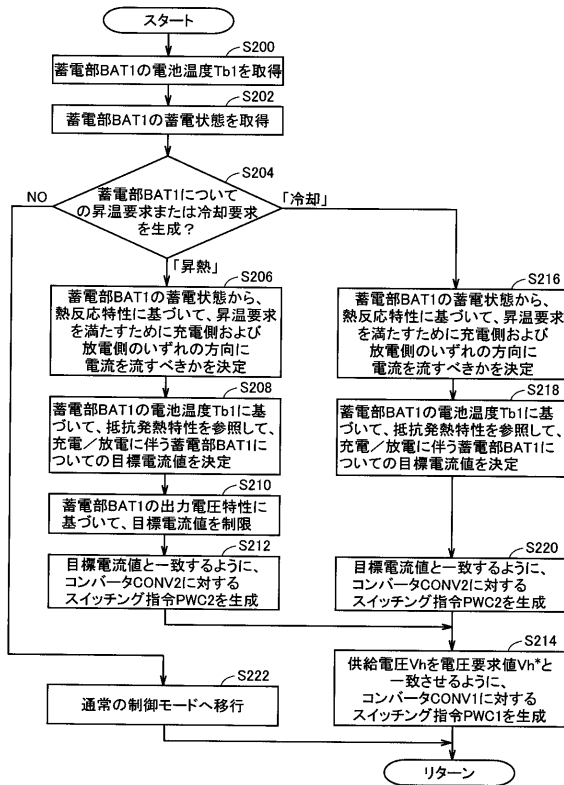 スタート
S200
蓄電部BAT1の電池温度Tb1を取得
S202
蓄電部BAT1の蓄電状態を取得
S204
蓄電部BAT1について
の昇温要求または冷却要求
を生成？
NO
「冷却」
「昇熱」
S206
蓄電部BAT1の蓄電状態から、
熱反応特性に基づいて、昇温要求
を満たすために充電側および
放電側のいずれの方向に
電流を流すべきかを決定
S208
蓄電部BAT1の電池温度Tb1に基
づいて、抵抗発熱特性を参照して、
充電／放電に伴う蓄電部BAT1に
ついての目標電流値を決定
S210
蓄電部BAT1の出力電圧特性に
基づいて、目標電流値を制限
S212
目標電流値と一致するように、
コンバータCONV2に対する
スイッチング指令PWC2を生成
S216
蓄電部BAT1の蓄電状態から、
熱反応特性に基づいて、昇温要求
を満たすために充電側および
放電側のいずれの方向に
電流を流すべきかを決定
S218
蓄電部BAT1の電池温度Tb1に基
づいて、抵抗発熱特性を参照して、
充電／放電に伴う蓄電部BAT1に
ついての目標電流値を決定
S220
目標電流値と一致するように、
コンバータCONV2に対する
スイッチング指令PWC2を生成
S214
供給電圧Vhを電圧要求値Vh*と
一致させるように、
コンバータCONV1に対する
スイッチング指令PWC1を生成
S222
通常の制御モードへ移行
リターン